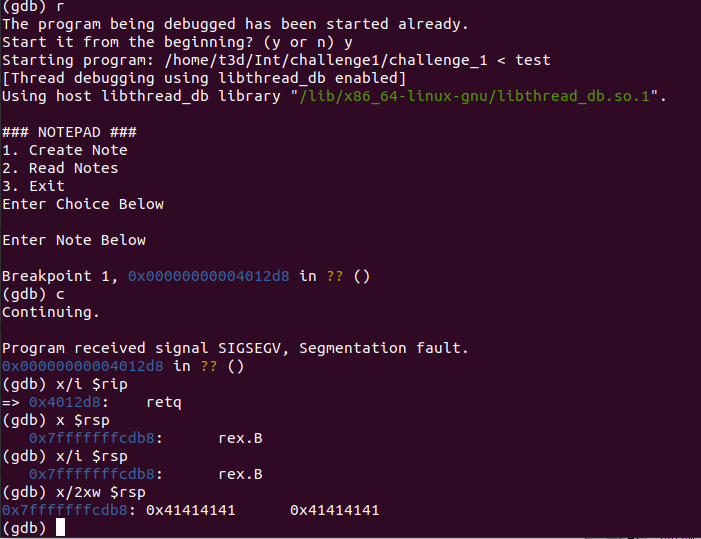 (gdb) r
The program being debugged has been started already.
Start it from the beginning? (y or n) y
Starting program: /home/t3d/Int/challenge1/challenge_1 < test
[Thread debugging using libthread_db enabled]
Using host libthread_db library "/lib/x86_64-linux-gnu/libthread_db.so.1".
### NOTEPAD ###
1. Create Note
2. Read Notes
3. Exit
Enter Choice Below
Enter Note Below
Breakpoint 1, 0x00000000004012d8 in ?? ()
(gdb) c
Continuing.
Program received signal SIGSEGV, Segmentation fault.
0x00000000004012d8 in ?? ()
(gdb) x/i $rip
=> 0x4012d8: retq
(gdb) x $rsp
0x7fffffffcdb8: rex.B
(gdb) x/i $rsp
0x7fffffffcdb8: rex.B
(gdb) x/2xw $rsp
0x7fffffffcdb8: 0x41414141 0x41414141
(gdb)